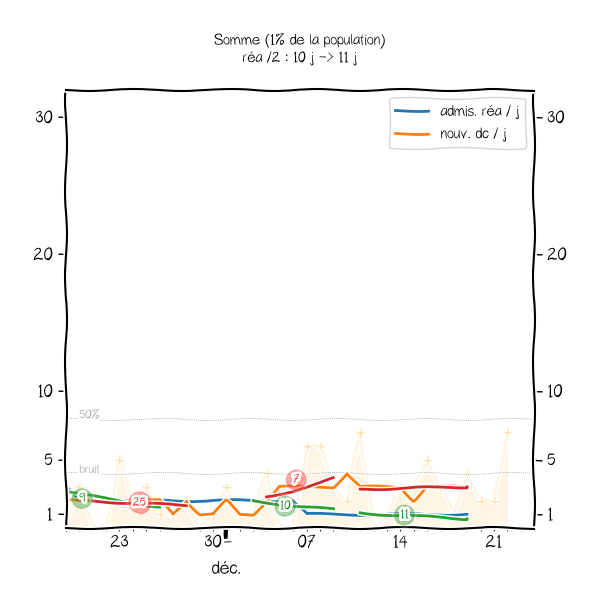 Somme (1% de la population)
réa /2 : 10 j -> 11 j
admis. réa / j
nouv. dc / j
30 30
20 20
10 10
50%
bruit
5 5
7
9 25 10 11
1 1
23 30 07 14 21
déc.